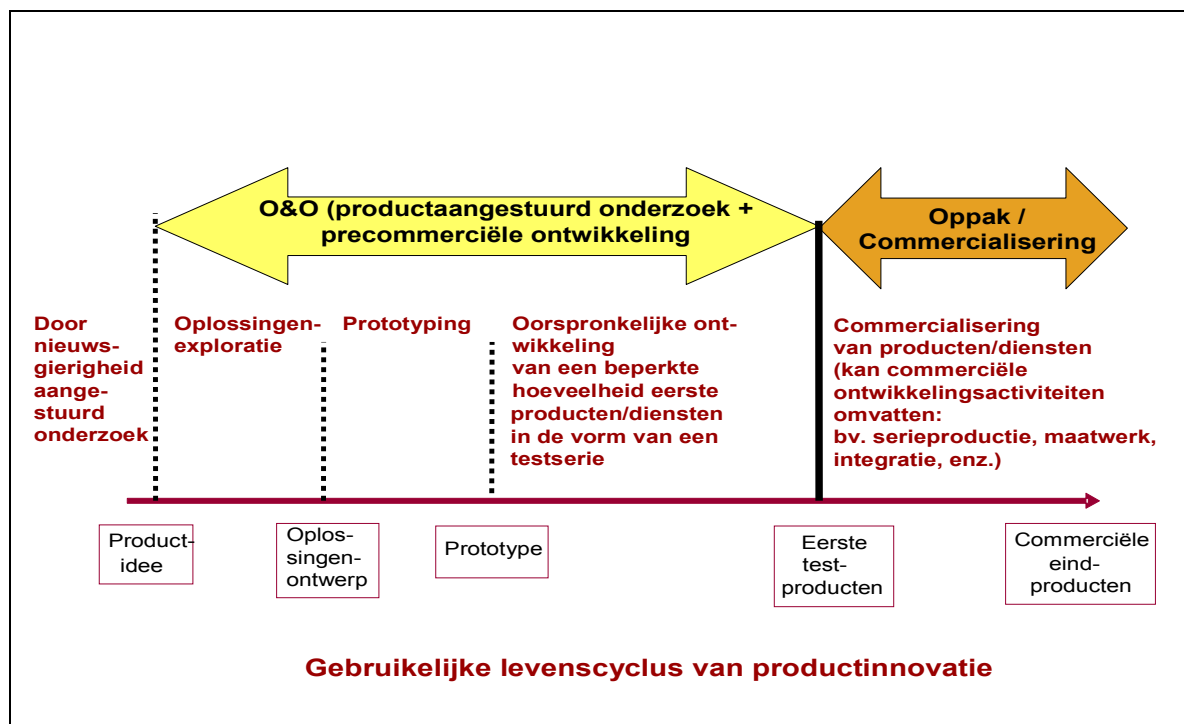 O&O (productaangestuurd onderzoek +
precommerciële ontwikkeling
Oppak /
Commercialisering
Door
nieuws-
gierigheid
aange-
stuurd
onderzoek
Oplossingen-
exploratie
Prototyping
Oorspronkelijke ont-
wikkeling
van een beperkte
hoeveelheid eerste
producten/diensten
in de vorm van een
testserie
Commercialisering
van producten/diensten
(kan commerciële
ontwikkelingsactiviteiten
omvatten:
bv. serieproductie, maatwerk,
integratie, enz.)
Product-
idee
Oplos-
singen-
ontwerp
Prototype
Eerste
test-
producten
Commerciële
eind-
producten
Gebruikelijke levenscyclus van productinnovatie